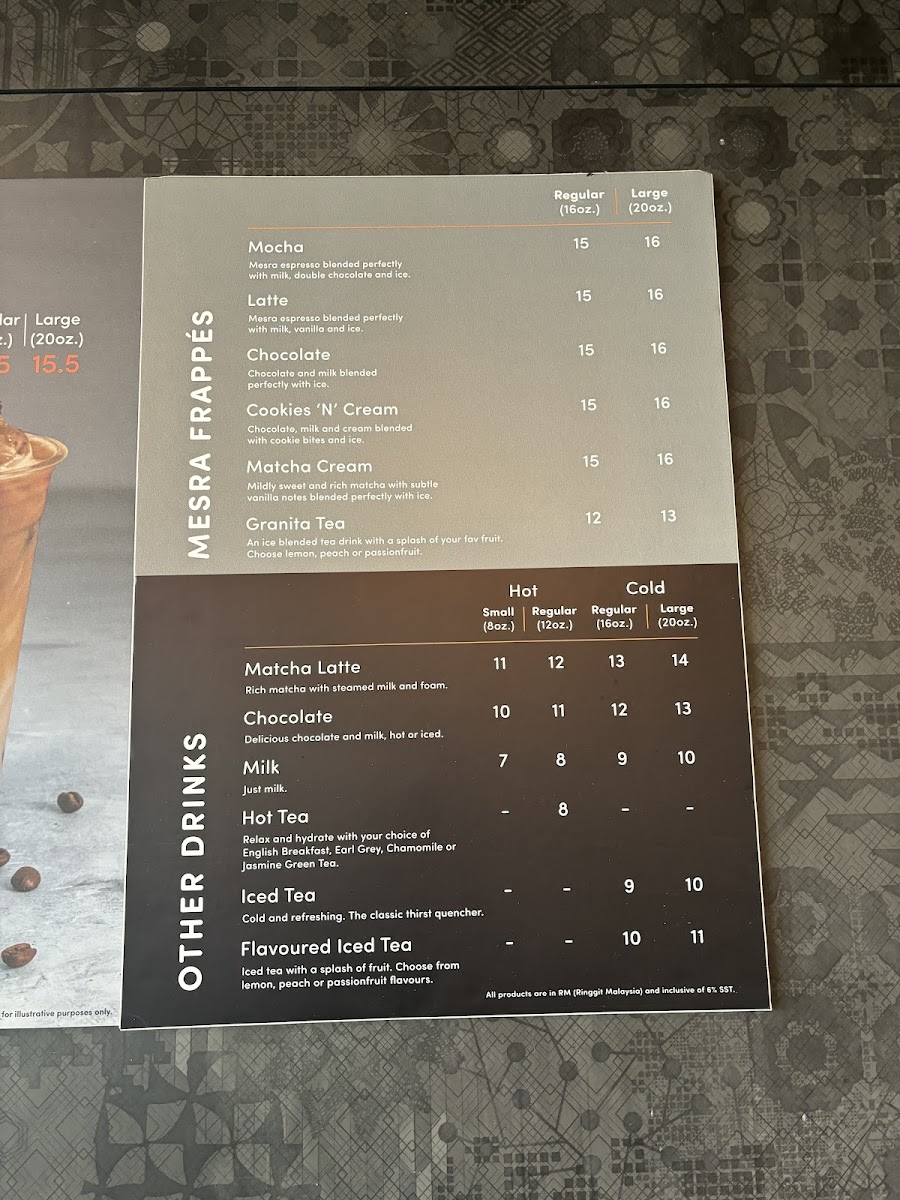 Large
(20oz.)
15.5
for illustrative purposes only.
MESRA FRAPPÉS
Regular Large
(16oz.) (20oz.)
Mocha 15 16
Mesra espresso blended perfectly
with milk, double chocolate and ice.
Latte 15 16
Mesra espresso blended perfectly
with milk, vanilla and ice.
Chocolate 15 16
Chocolate and milk blended
perfectly with ice.
Cookies ‘N’ Cream 15 16
Chocolate, milk and cream blended
with cookie bites and ice.
Matcha Cream 15 16
Mildly sweet and rich matcha with subtle
vanilla notes blended perfectly with ice.
Granita Tea 12 13
An ice blended tea drink with a splash of your fav fruit.
Choose lemon, peach or passionfruit.
OTHER DRINKS
Hot Cold
Small Regular Regular Large
(8oz.) (12oz.) (16oz.) (20oz.)
Matcha Latte 11 12 13 14
Rich matcha with steamed milk and foam.
Chocolate 10 11 12 13
Delicious chocolate and milk, hot or iced.
Milk 7 8 9 10
Just milk.
Hot Tea - 8 - -
Relax and hydrate with your choice of
English Breakfast, Earl Grey, Chamomile or
Jasmine Green Tea.
Iced Tea - - 9 10
Cold and refreshing. The classic thirst quencher.
Flavoured Iced Tea - - 10 11
Iced tea with a splash of fruit. Choose from
lemon, peach or passionfruit flavours.
All products are in RM (Ringgit Malaysia) and inclusive of 6% SST.